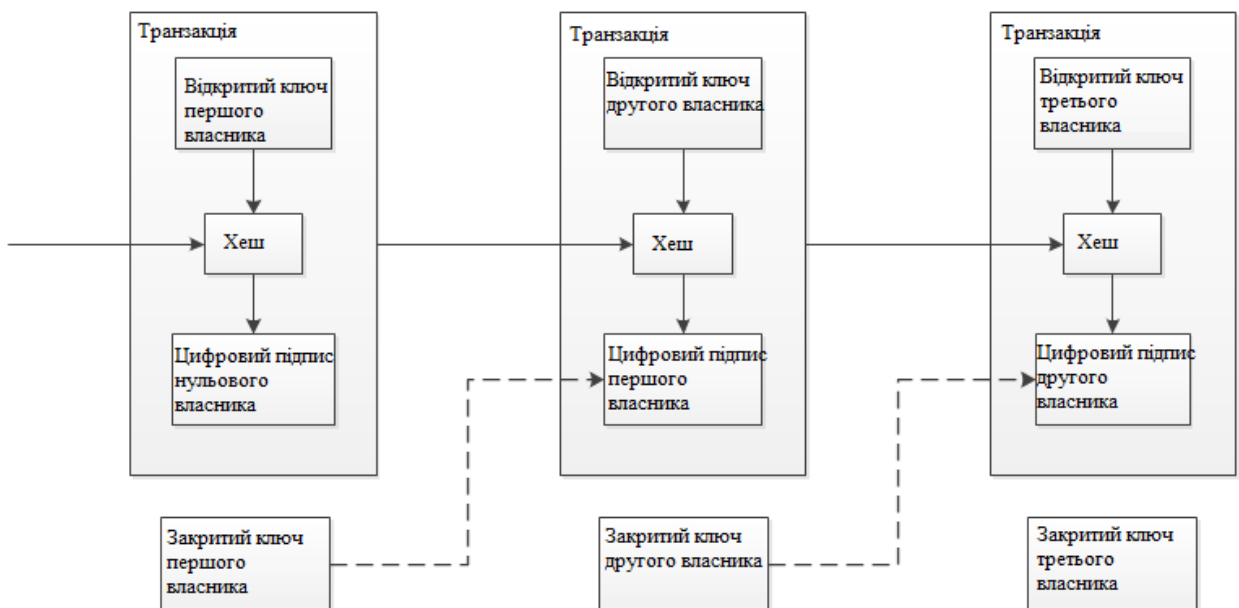 Транзакція
Відкритий ключ
першого
власника
Хеш
Цифровий підпис
нульового
власника
Закритий ключ
першого
власника
Транзакція
Відкритий ключ
другого власника
Хеш
Цифровий підпис
першого
власника
Закритий ключ
другого власника
Транзакція
Відкритий ключ
третього
власника
Хеш
Цифровий підпис
другого
власника
Закритий ключ
третього
власника